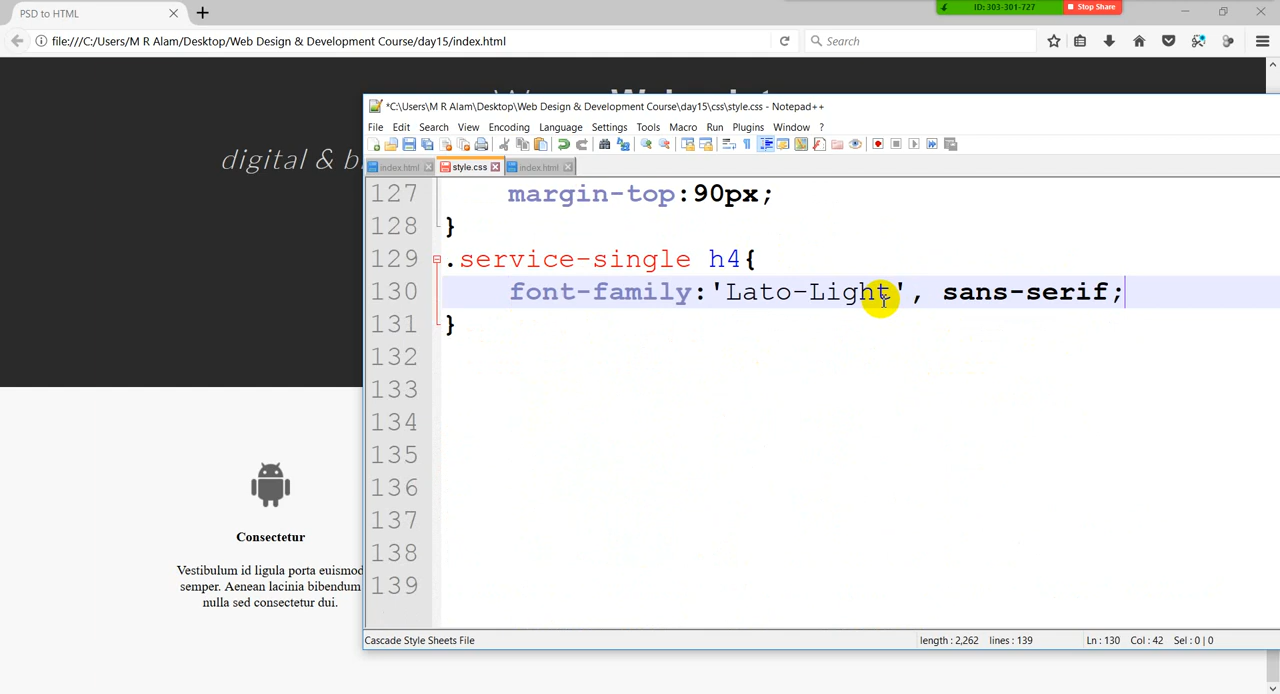 PSD to HTML
ID: 303-301-727
Stop Share
file:///C:/Users/M R Alam/Desktop/Web Design & Development Course/day15/index.html
Search
digital & b
*C:\Users\M R Alam\Desktop\Web Design & Development Course\day15\css\style.css - Notepad++
File Edit Search View Encoding Language Settings Tools Macro Run Plugins Window ?
index.html
style.css
index.html
127 margin-top:90px;
128 }
129 .service-single h4{
130 font-family:'Lato-Light', sans-serif;
131 }
132
133
134
135
136
137
138
139
Consectetur
Vestibulum id ligula porta euismod
semper. Aenean lacinia bibendum
nulla sed consectetur dui.
Cascade Style Sheets File
length : 2,262 lines : 139
Ln : 130 Col : 42 Sel : 0 | 0